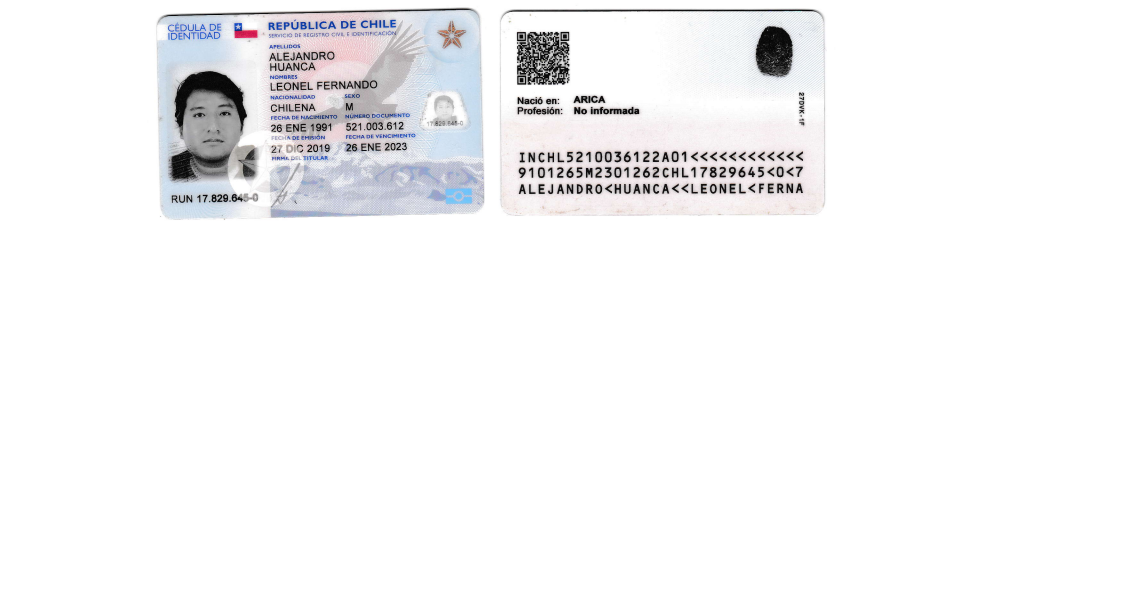 CÉDULA DE
IDENTIDAD
REPÚBLICA DE CHILE
SERVICIO DE REGISTRO CIVIL E IDENTIFICACIÓN
APELLIDOS
ALEJANDRO
HUANCA
NOMBRES
LEONEL FERNANDO
NACIONALIDAD SEXO
CHILENA M
FECHA DE NACIMIENTO NÚMERO DOCUMENTO
26 ENE 1991 521.003.612
FECHA DE EMISIÓN FECHA DE VENCIMIENTO
27 DIC 2019 26 ENE 2023
FIRMA DEL TITULAR
17.829.645-0
RUN 17.829.645-0
Nació en: ARICA
Profesión: No informada
INCHL5210036122A01<<<<<<<<<<<<
9101265M2301262CHL17829645<0<7
ALEJANDRO<HUANCA<<LEONEL<FERNA